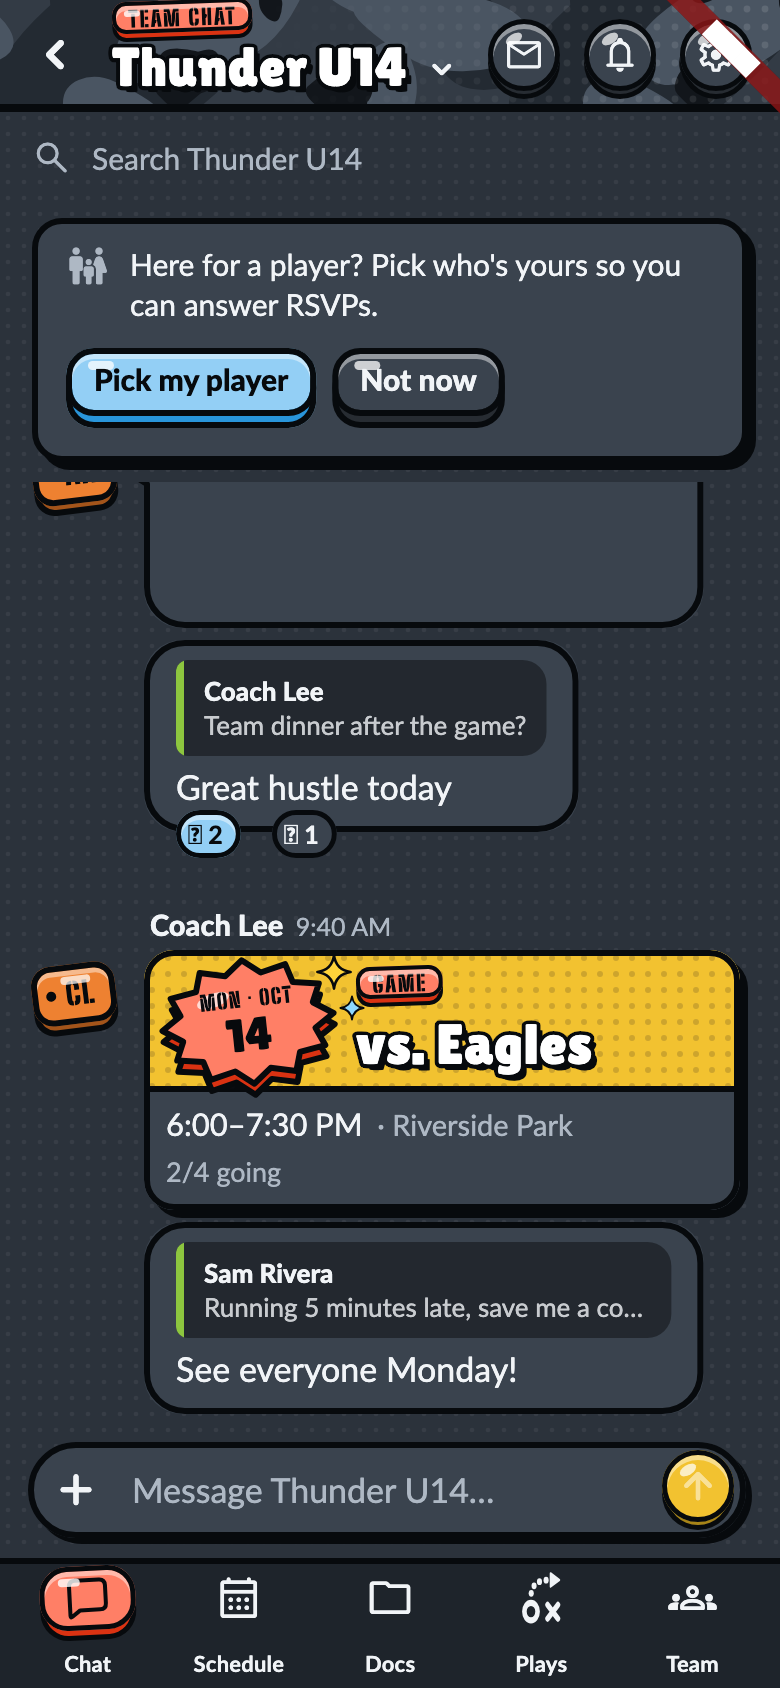 TEAM CHAT
Thunder U14
Search Thunder U14
Here for a player? Pick who's yours so you
can answer RSVPs.
Pick my player
Not now
Coach Lee
Team dinner after the game?
Great hustle today
2
1
Coach Lee 9:40 AM
CL
MON · OCT
14
GAME
vs. Eagles
6:00–7:30 PM · Riverside Park
2/4 going
Sam Rivera
Running 5 minutes late, save me a co...
See everyone Monday!
Message Thunder U14...
Chat
Schedule
Docs
Plays
Team